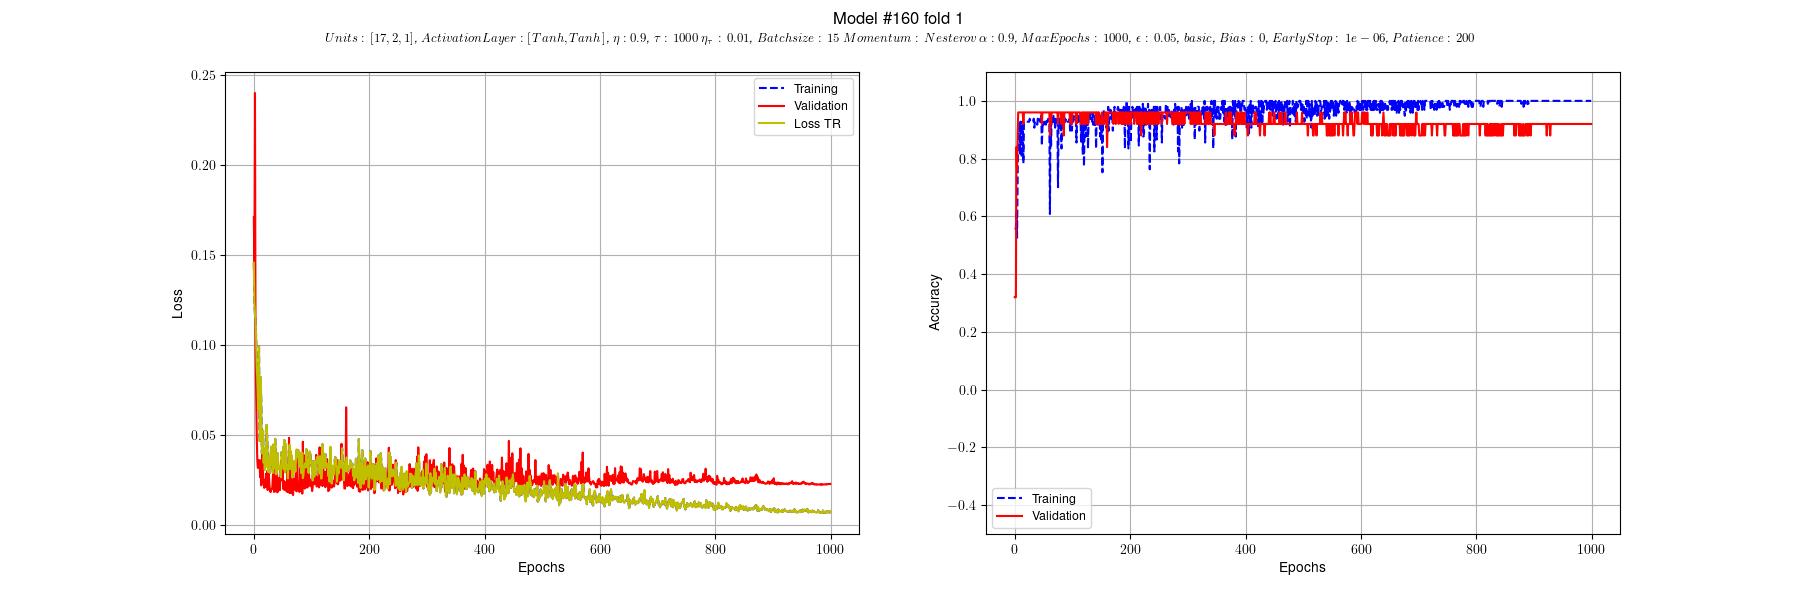 Model #160 fold 1
Units : [17, 2, 1], ActivationLayer : [Tanh, Tanh], η : 0.9, τ : 1000 ητ : 0.01, Batchsize : 15 Momentum : Nesterov α : 0.9, MaxEpochs : 1000, ϵ : 0.05, basic, Bias : 0, EarlyStop : 1e − 06, Patience : 200
0.25
0.20
0.15
0.10
0.05
0.00
Loss
0 200 400 600 800 1000
Epochs
Training
Validation
Loss TR
1.0
0.8
0.6
0.4
0.2
0.0
−0.2
−0.4
Accuracy
0 200 400 600 800 1000
Epochs
Training
Validation